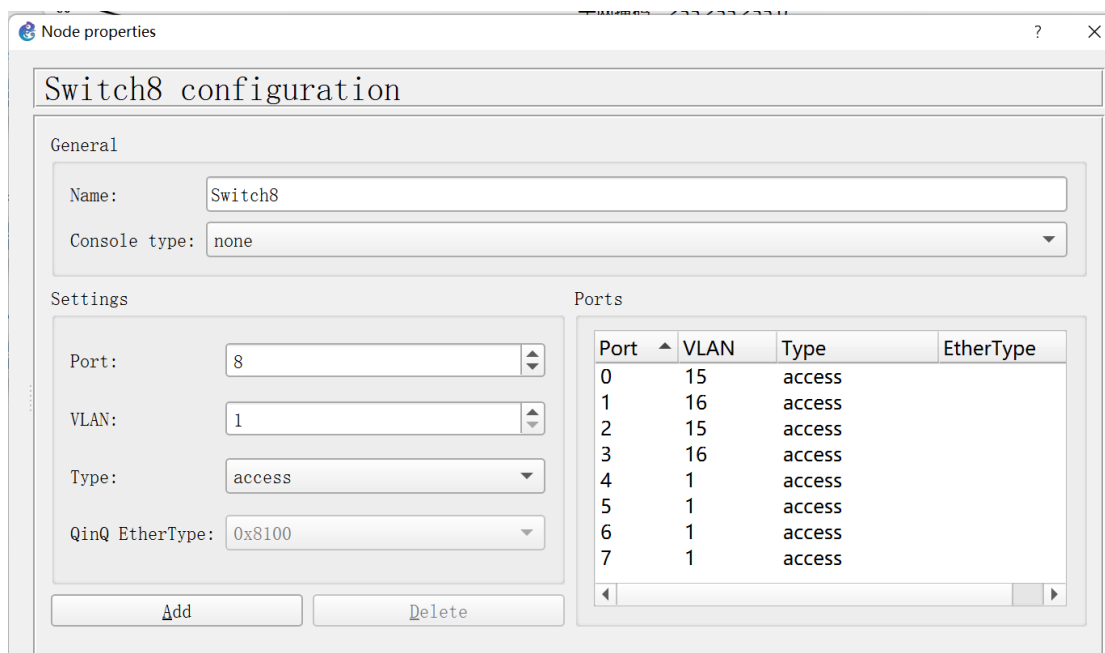 Node properties
?
Switch8 configuration
General
Name:
Switch8
Console type:
none
Settings
Port:
8
VLAN:
1
Type:
access
QinQ EtherType:
0x8100
Add
Delete
Ports
Port VLAN Type EtherType
0 15 access
1 16 access
2 15 access
3 16 access
4 1 access
5 1 access
6 1 access
7 1 access